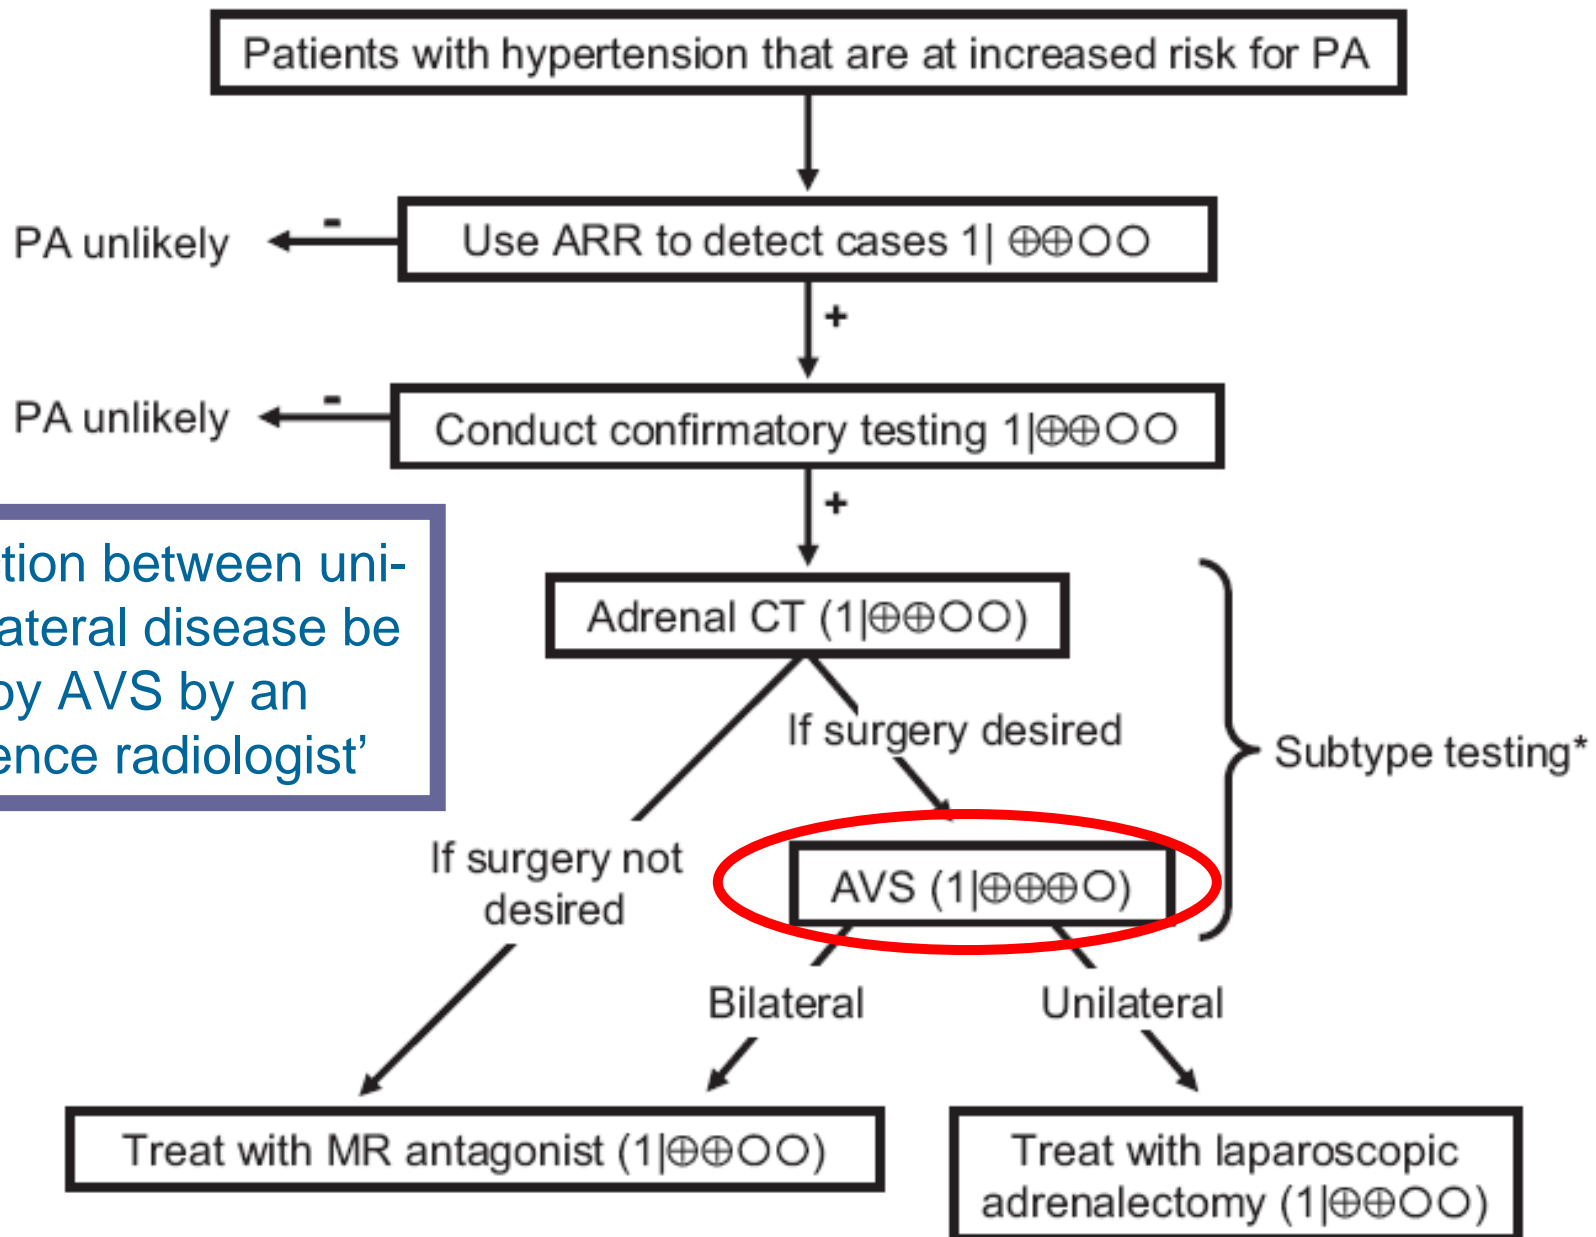 Patients with hypertension that are at increased risk for PA
PA unlikely
-
Use ARR to detect cases 1| ⊕⊕○○
+
PA unlikely
-
Conduct confirmatory testing 1|⊕⊕○○
+
ction between uni-
lateral disease be
by AVS by an
ence radiologist’
Adrenal CT (1|⊕⊕○○)
If surgery desired
Subtype testing*
If surgery not
desired
AVS (1|⊕⊕⊕○)
Bilateral
Unilateral
Treat with MR antagonist (1|⊕⊕○○)
Treat with laparoscopic
adrenalectomy (1|⊕⊕○○)